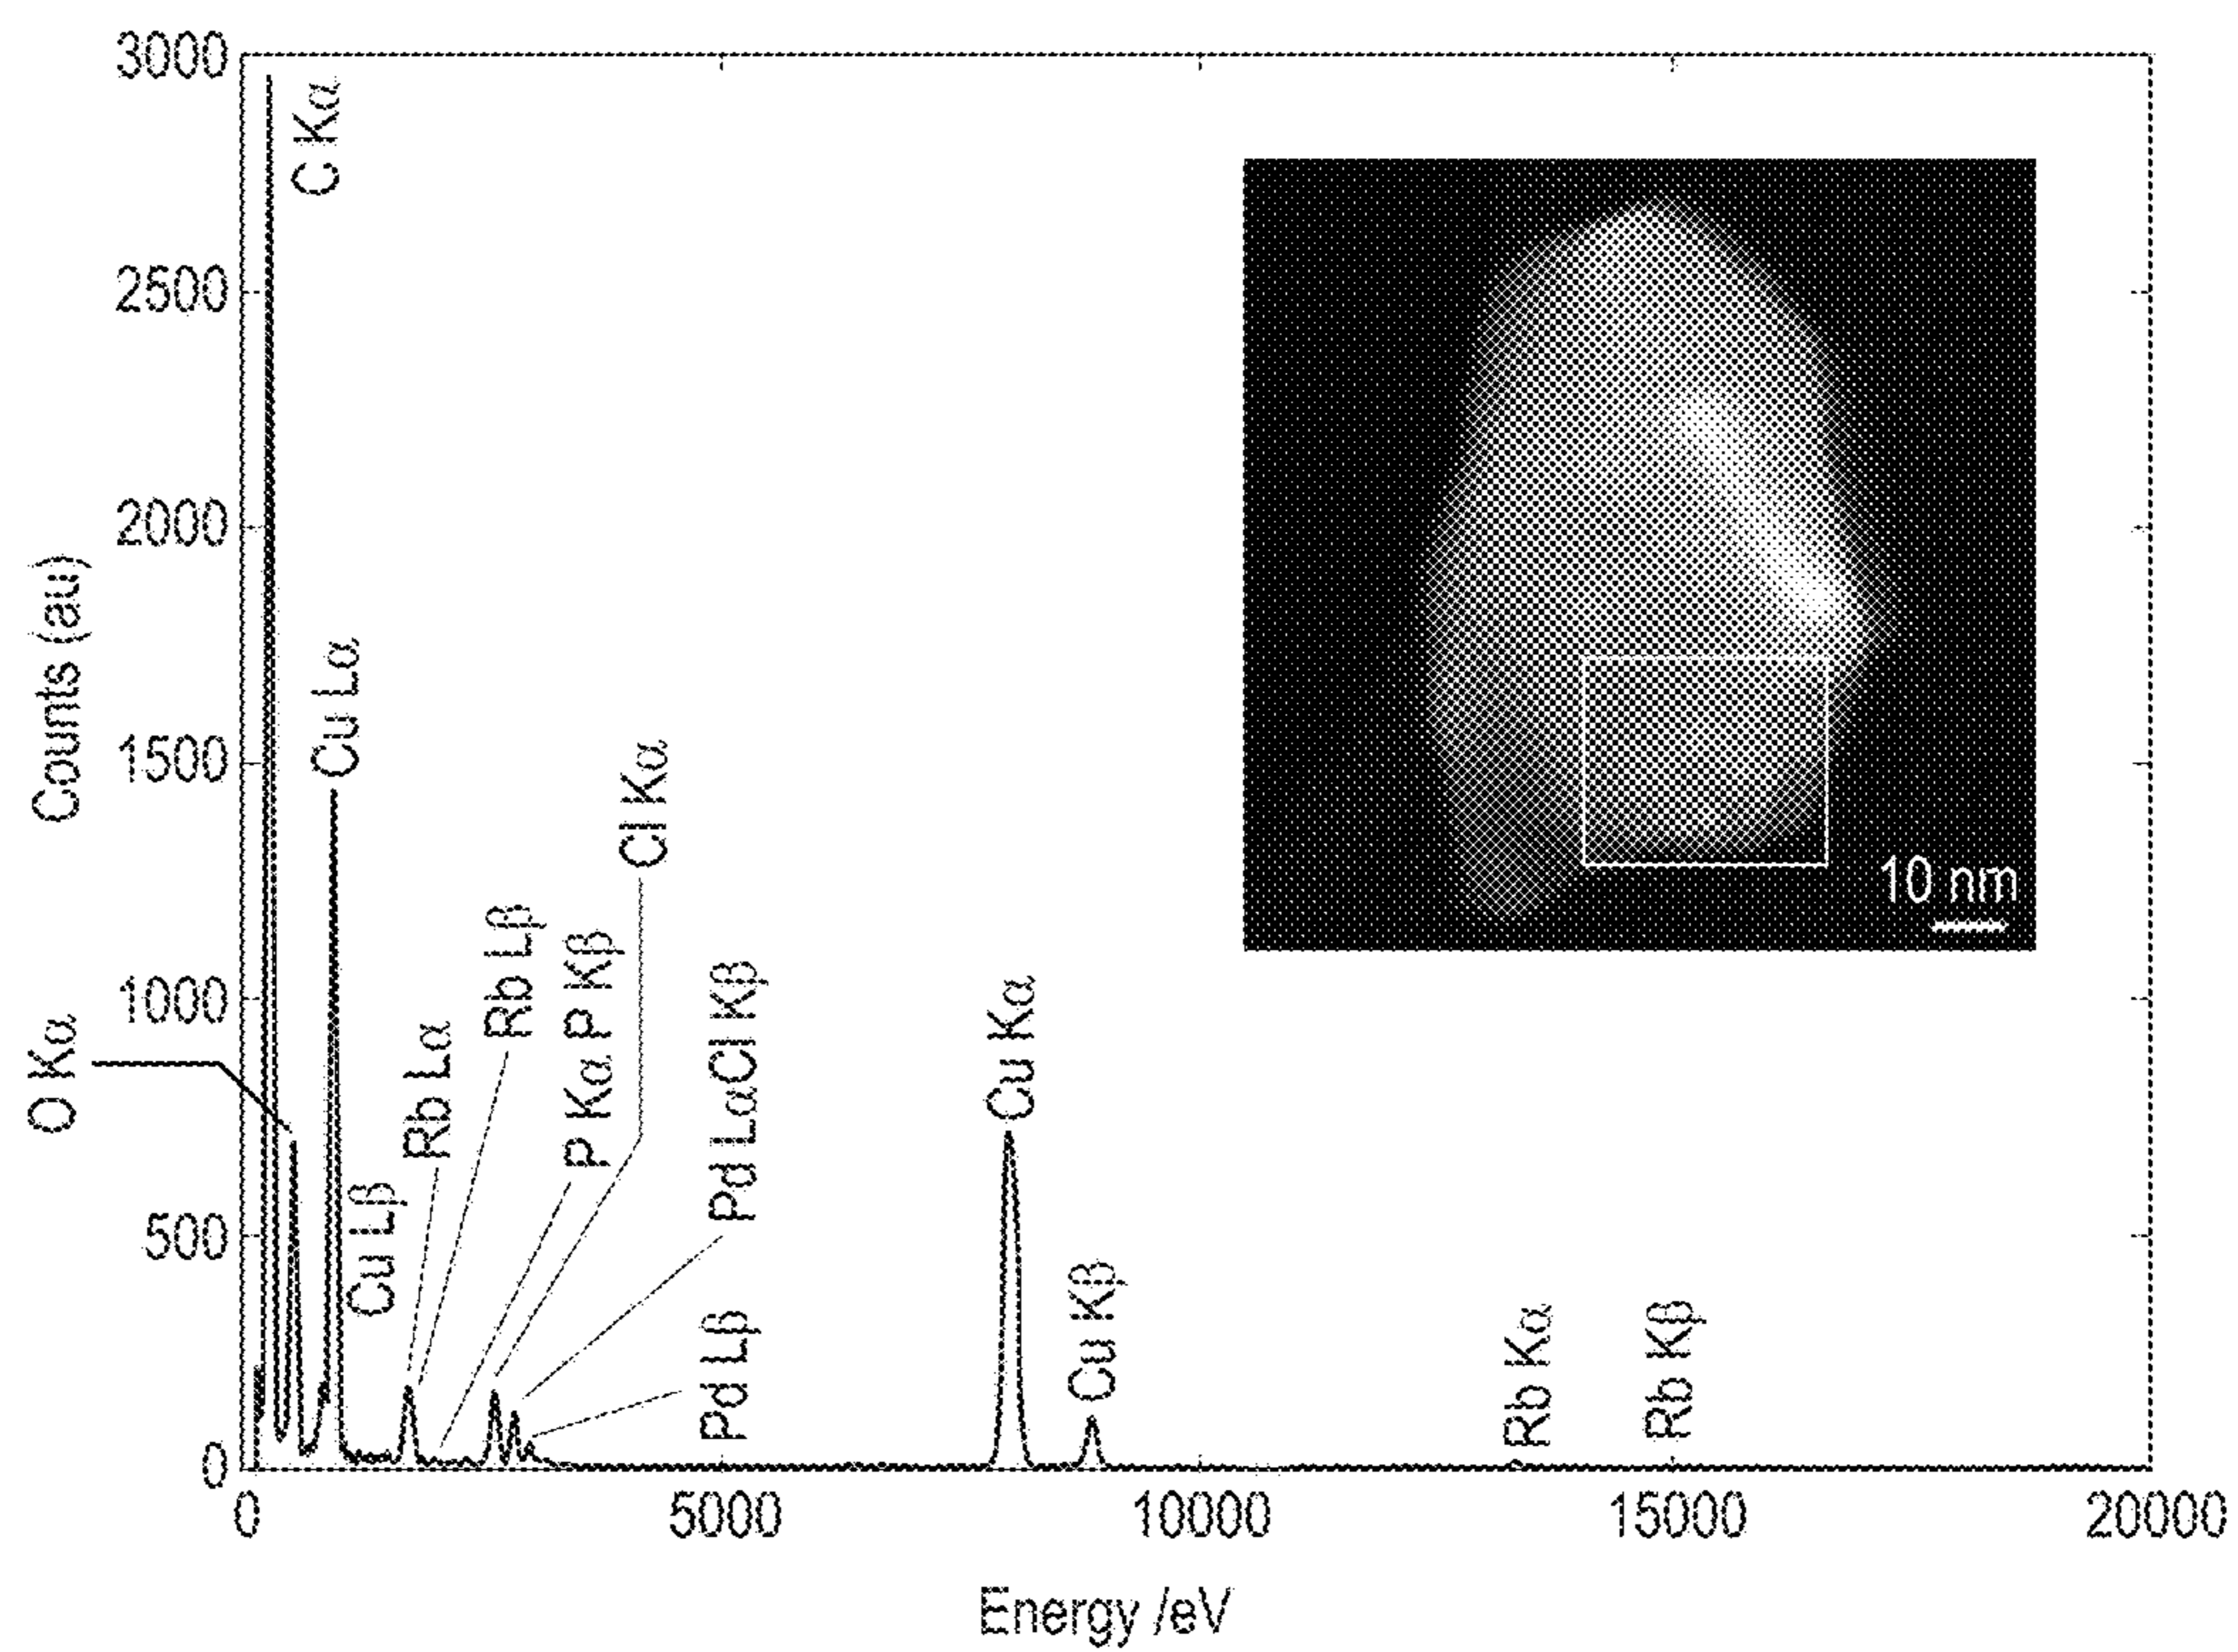 3000
2500
2000
1500
1000
500
0
Counts (au)
C Kα
O Kα
Cu Lα
Cu Lβ
Rb Lα
Rb Lβ
P Kα P Kβ
Cl Kα
Pd LαCl Kβ
Pd Lβ
Cu Kα
Cu Kβ
Rb Kα
Rb Kβ
10 nm
0
5000
10000
15000
20000
Energy /eV